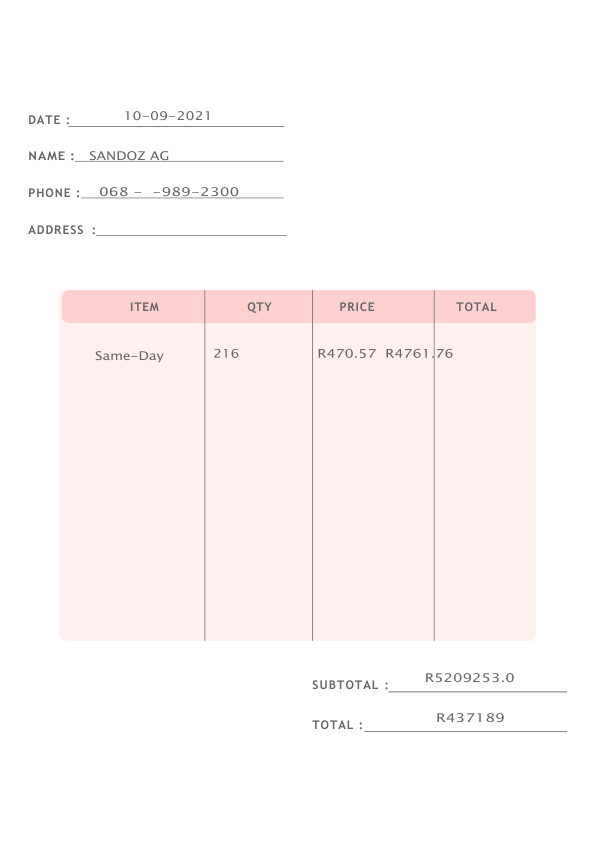 DATE : 10-09-2021
NAME : SANDOZ AG
PHONE : 068 - -989-2300
ADDRESS :
ITEM QTY PRICE TOTAL
Same-Day 216 R470.57 R4761.76
SUBTOTAL : R5209253.0
TOTAL : R437189